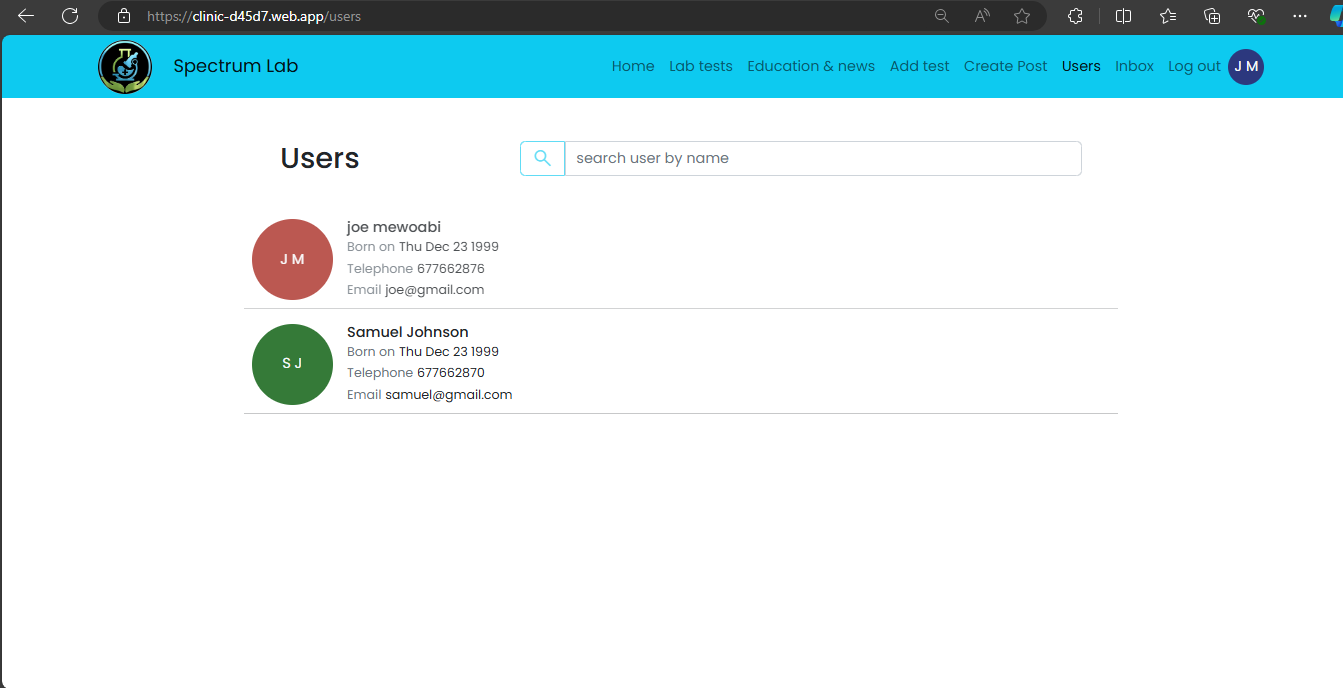 https://clinic-d45d7.web.app/users
Spectrum Lab
Home Lab tests Education & news Add test Create Post Users Inbox Log out J M
Users
search user by name
J M
joe mewoabi
Born on Thu Dec 23 1999
Telephone 677662876
Email joe@gmail.com
S J
Samuel Johnson
Born on Thu Dec 23 1999
Telephone 677662870
Email samuel@gmail.com